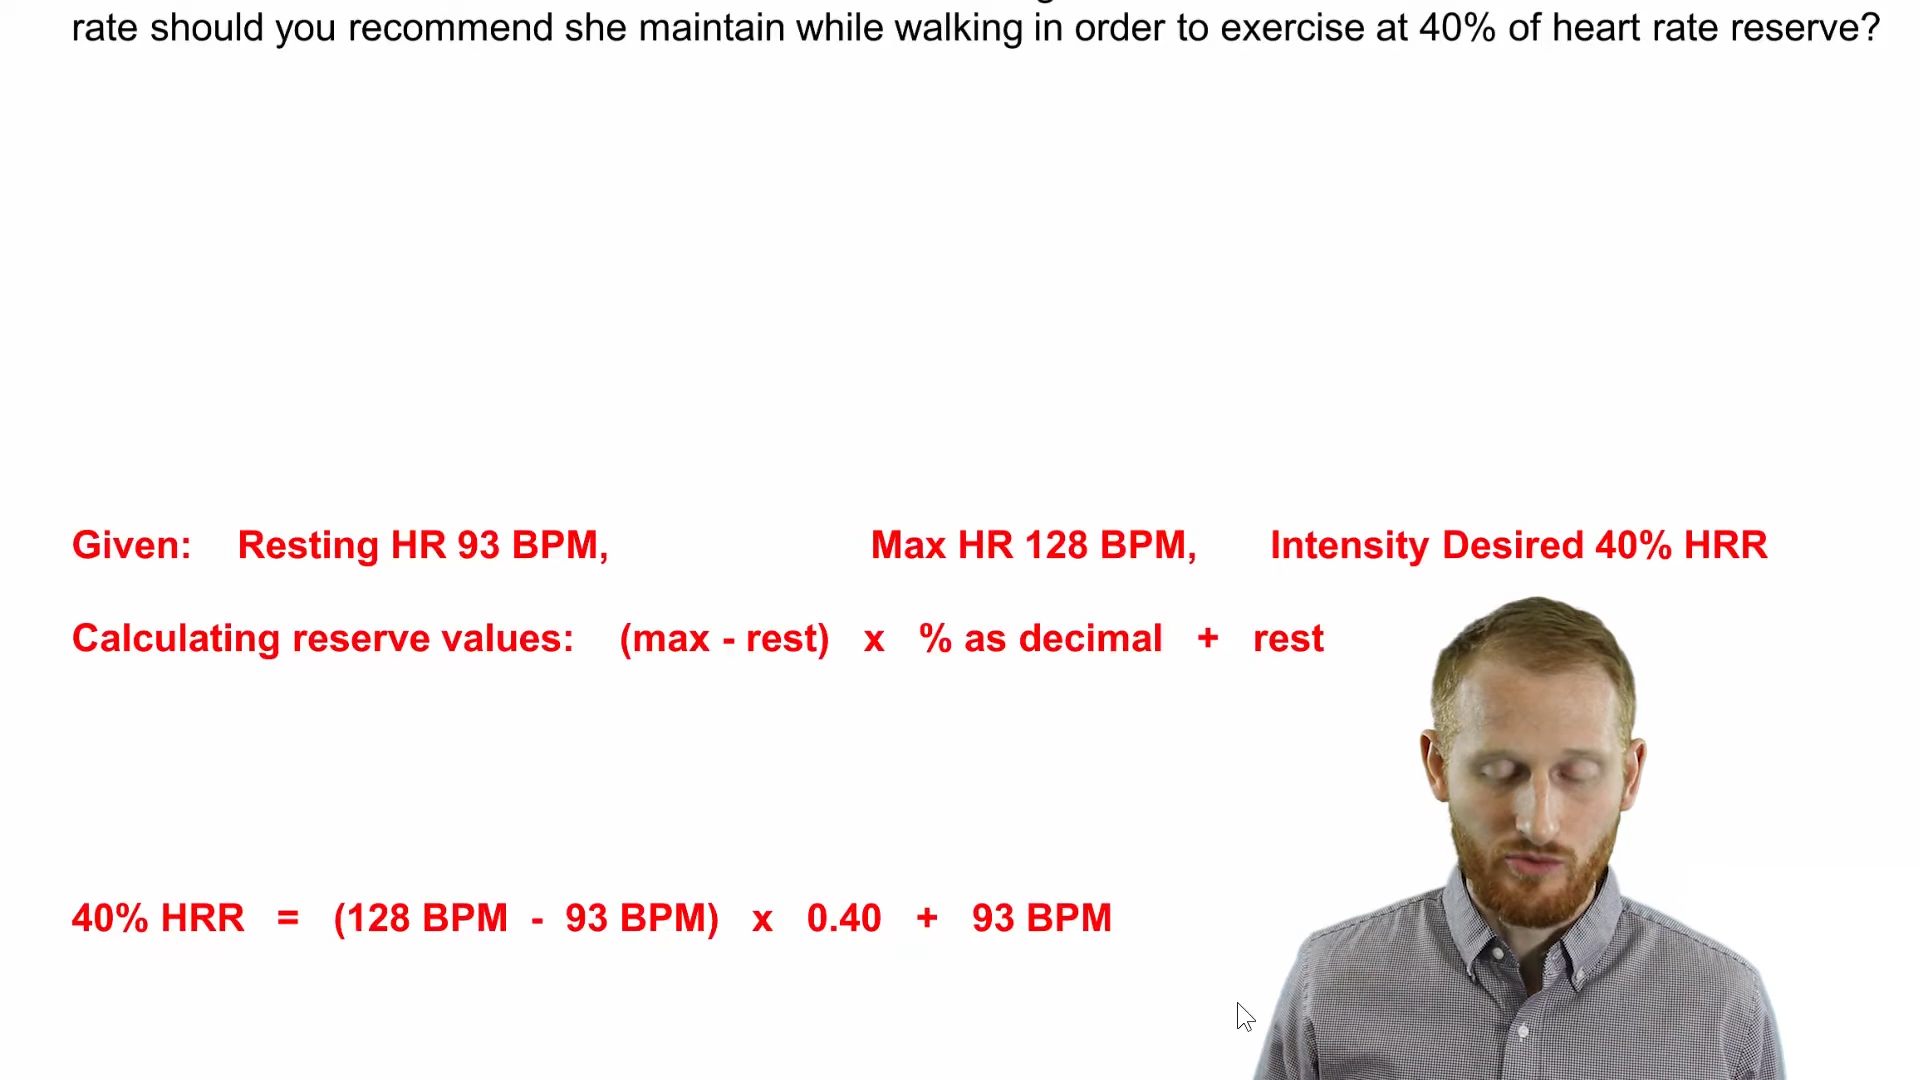 rate should you recommend she maintain while walking in order to exercise at 40% of heart rate reserve?
Given: Resting HR 93 BPM, Max HR 128 BPM, Intensity Desired 40% HRR
Calculating reserve values: (max - rest) x % as decimal + rest
40% HRR = (128 BPM - 93 BPM) x 0.40 + 93 BPM